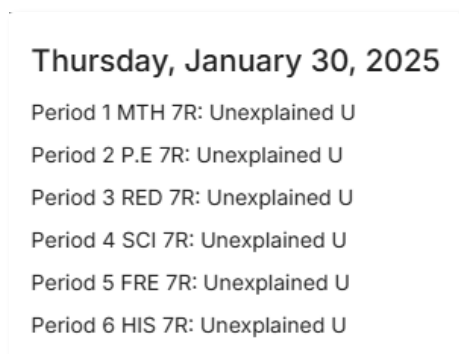 Thursday, January 30, 2025
Period 1 MTH 7R: Unexplained U
Period 2 P.E 7R: Unexplained U
Period 3 RED 7R: Unexplained U
Period 4 SCI 7R: Unexplained U
Period 5 FRE 7R: Unexplained U
Period 6 HIS 7R: Unexplained U